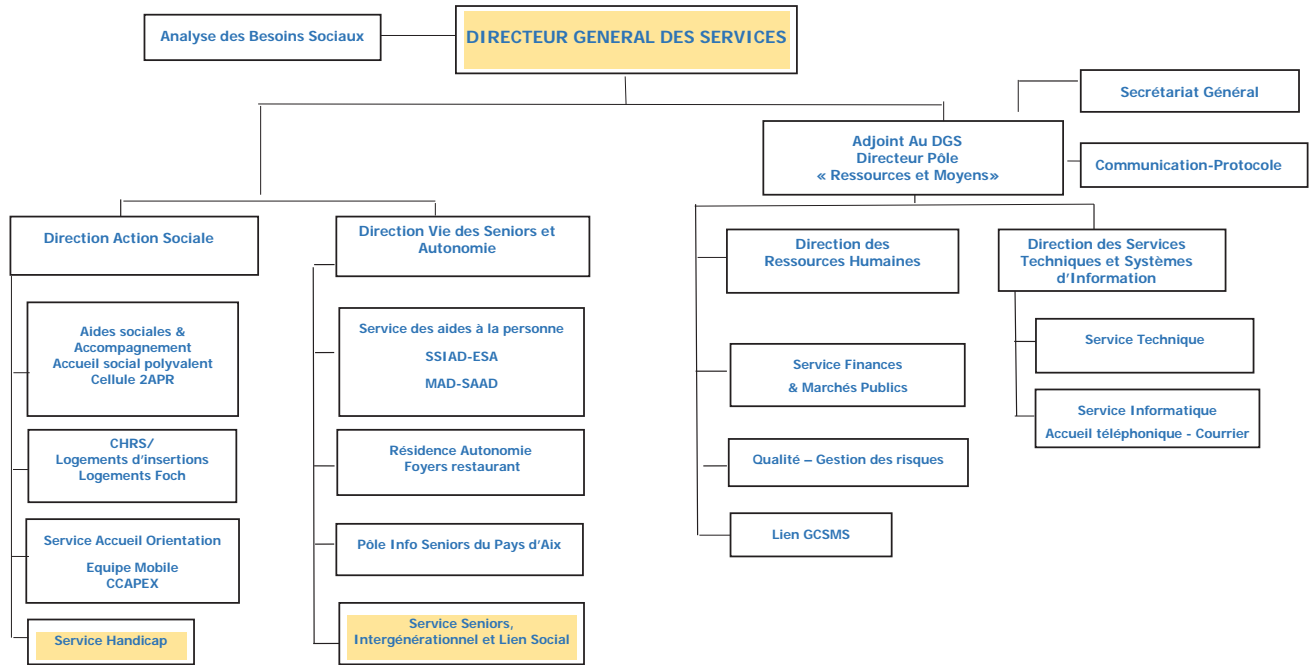 Analyse des Besoins Sociaux
DIRECTEUR GENERAL DES SERVICES
Secrétariat Général
Adjoint Au DGS
Directeur Pôle
« Ressources et Moyens»
Communication-Protocole
Direction Action Sociale
Direction Vie des Seniors et
Autonomie
Direction des
Ressources Humaines
Direction des Services
Techniques et Systèmes
d'Information
Aides sociales &
Accompagnement
Accueil social polyvalent
Cellule 2APR
Service des aides à la personne
SSIAD-ESA
MAD-SAAD
Service Finances
& Marchés Publics
Service Technique
Service Informatique
Accueil téléphonique - Courrier
CHRS/
Logements d'insertions
Logements Foch
Résidence Autonomie
Foyers restaurant
Qualité – Gestion des risques
Service Accueil Orientation
Equipe Mobile
CCAPEX
Pôle Info Seniors du Pays d'Aix
Lien GCSMS
Service Handicap
Service Seniors,
Intergénérationnel et Lien Social